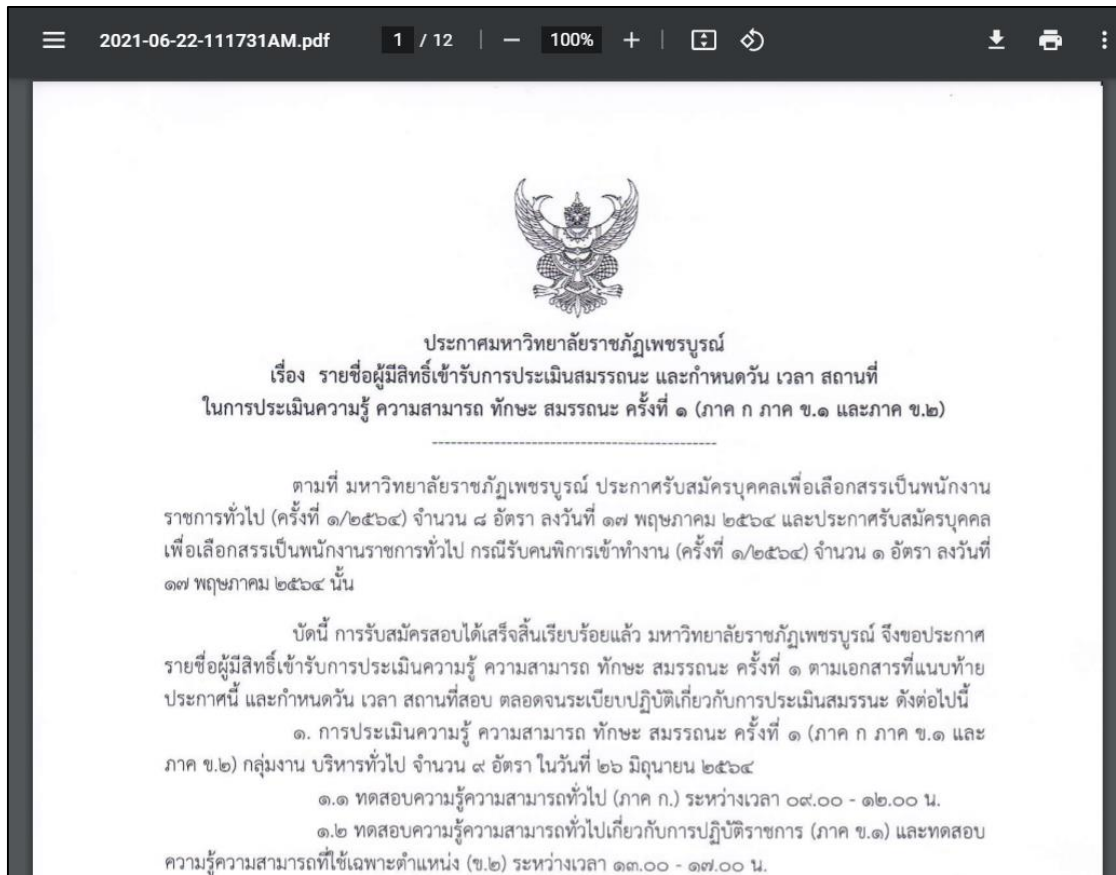 2021-06-22-111731AM.pdf 1 / 12 | − 100% + |
ประกาศมหาวิทยาลัยราชภัฏเพชรบูรณ์
เรื่อง รายชื่อผู้มีสิทธิ์เข้ารับการประเมินสมรรถนะ และกำหนดวัน เวลา สถานที่
ในการประเมินความรู้ ความสามารถ ทักษะ สมรรถนะ ครั้งที่ ๑ (ภาค ก ภาค ข.๑ และภาค ข.๒)
----------------------------------------------
ตามที่ มหาวิทยาลัยราชภัฏเพชรบูรณ์ ประกาศรับสมัครบุคคลเพื่อเลือกสรรเป็นพนักงาน
ราชการทั่วไป (ครั้งที่ ๑/๒๕๖๔) จำนวน ๘ อัตรา ลงวันที่ ๑๗ พฤษภาคม ๒๕๖๔ และประกาศรับสมัครบุคคล
เพื่อเลือกสรรเป็นพนักงานราชการทั่วไป กรณีรับคนพิการเข้าทำงาน (ครั้งที่ ๑/๒๕๖๔) จำนวน ๑ อัตรา ลงวันที่
๑๗ พฤษภาคม ๒๕๖๔ นั้น
บัดนี้ การรับสมัครสอบได้เสร็จสิ้นเรียบร้อยแล้ว มหาวิทยาลัยราชภัฏเพชรบูรณ์ จึงขอประกาศ
รายชื่อผู้มีสิทธิ์เข้ารับการประเมินความรู้ ความสามารถ ทักษะ สมรรถนะ ครั้งที่ ๑ ตามเอกสารที่แนบท้าย
ประกาศนี้ และกำหนดวัน เวลา สถานที่สอบ ตลอดจนระเบียบปฏิบัติเกี่ยวกับการประเมินสมรรนะ ดังต่อไปนี้
๑. การประเมินความรู้ ความสามารถ ทักษะ สมรรถนะ ครั้งที่ ๑ (ภาค ก ภาค ข.๑ และ
ภาค ข.๒) กลุ่มงาน บริหารทั่วไป จำนวน ๙ อัตรา ในวันที่ ๒๖ มิถุนายน ๒๕๖๔
๑.๑ ทดสอบความรู้ความสามารถทั่วไป (ภาค ก.) ระหว่างเวลา ๐๙.๐๐ - ๑๒.๐๐ น.
๑.๒ ทดสอบความรู้ความสามารถทั่วไปเกี่ยวกับการปฏิบัติราชการ (ภาค ข.๑) และทดสอบ
ความรู้ความสามารถที่ใช้เฉพาะตำแหน่ง (ข.๒) ระหว่างเวลา ๑๓.๐๐ - ๑๗.๐๐ น.